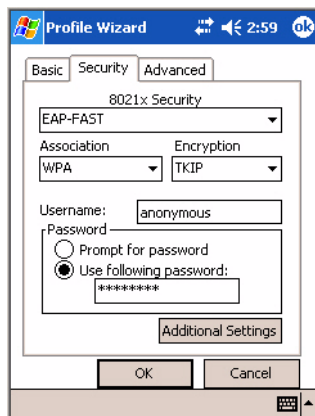 Profile Wizard 2:59 ok
Basic Security Advanced
8021x Security
EAP-FAST
Association Encryption
WPA TKIP
Username: anonymous
Password
Prompt for password
Use following password:
********
Additional Settings
OK Cancel